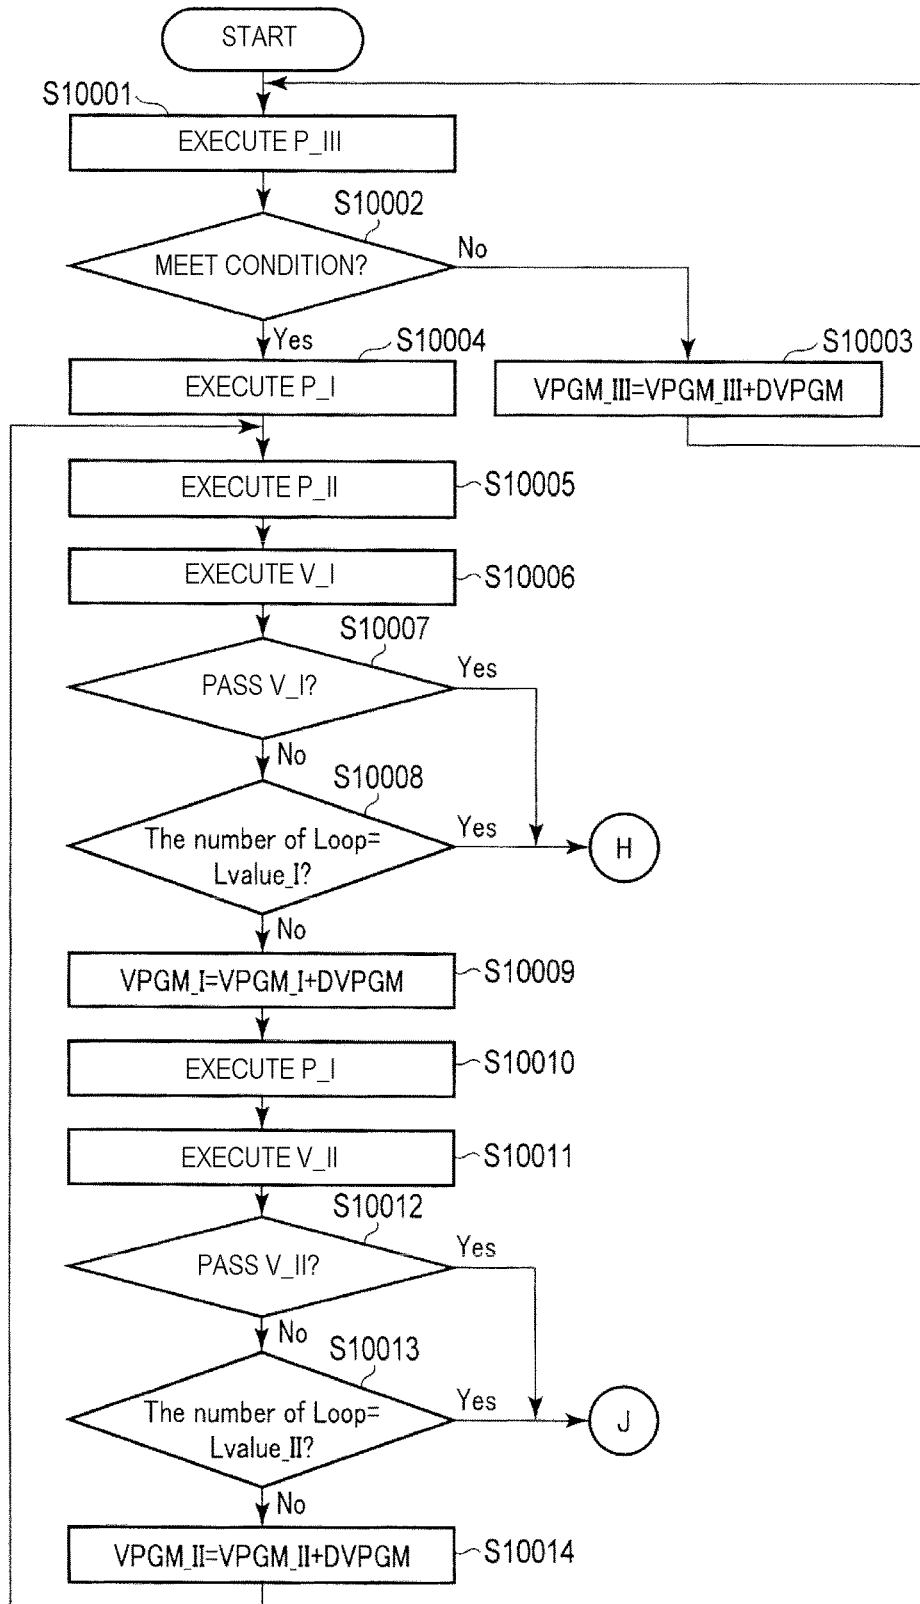 START
S10001
EXECUTE P_III
S10002
MEET CONDITION?
No
Yes
S10004
EXECUTE P_I
S10003
VPGM_III=VPGM_III+DVPGM
EXECUTE P_II
S10005
EXECUTE V_I
S10006
S10007
PASS V_I?
Yes
No
S10008
The number of Loop=
Lvalue_I?
Yes
H
No
VPGM_I=VPGM_I+DVPGM
S10009
EXECUTE P_I
S10010
EXECUTE V_II
S10011
S10012
PASS V_II?
Yes
No
S10013
The number of Loop=
Lvalue_II?
Yes
J
No
VPGM_II=VPGM_II+DVPGM
S10014